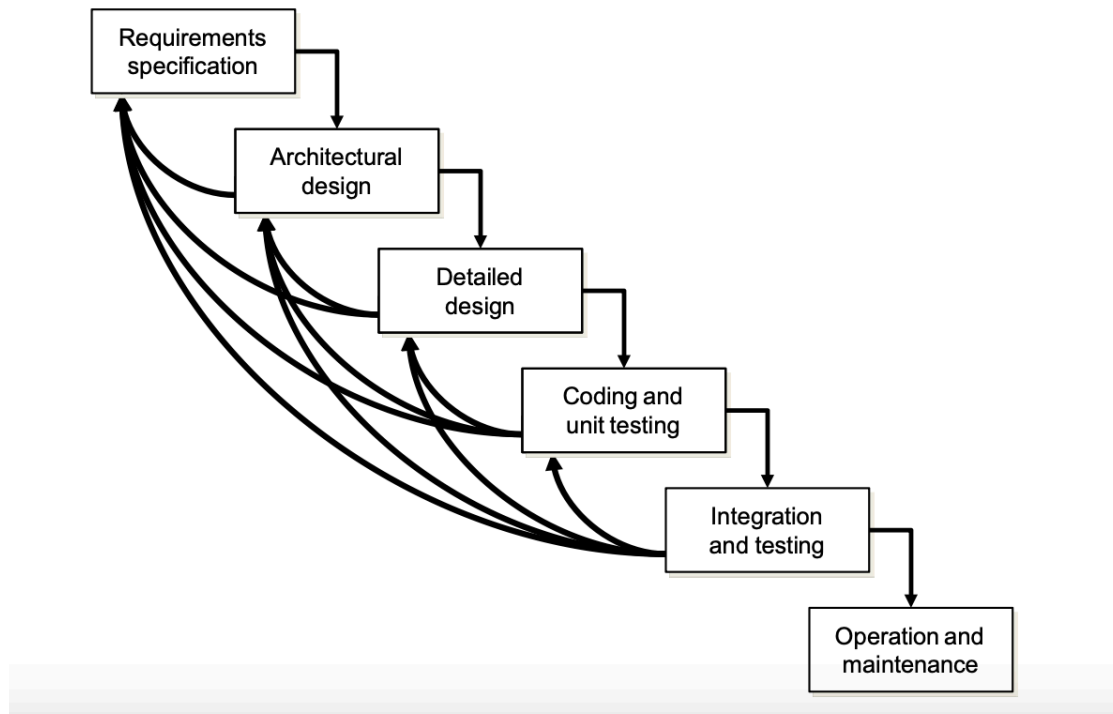 Requirements
specification
Architectural
design
Detailed
design
Coding and
unit testing
Integration
and testing
Operation and
maintenance